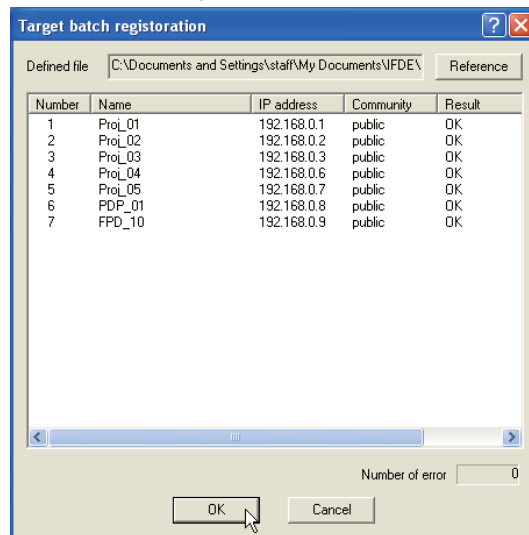 Target batch registoration
Defined file C:\Documents and Settings\staff\My Documents\IFDE\ Reference
Number Name IP address Community Result
1 Proj_01 192.168.0.1 public OK
2 Proj_02 192.168.0.2 public OK
3 Proj_03 192.168.0.3 public OK
4 Proj_04 192.168.0.6 public OK
5 Proj_05 192.168.0.7 public OK
6 PDP_01 192.168.0.8 public OK
7 FPD_10 192.168.0.9 public OK
Number of error 0
OK Cancel